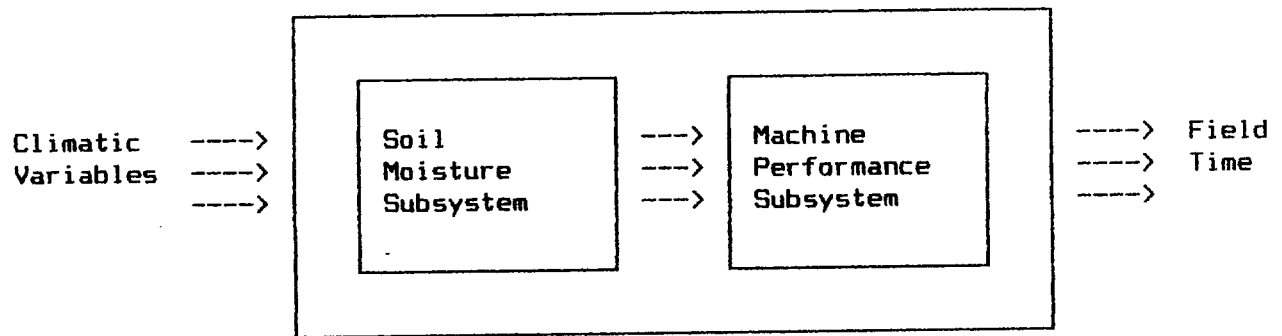 Climatic ----> Soil ---> Machine ----> Field
Variables ----> Moisture ---> Performance ----> Time
----> Subsystem ---> Subsystem ---->